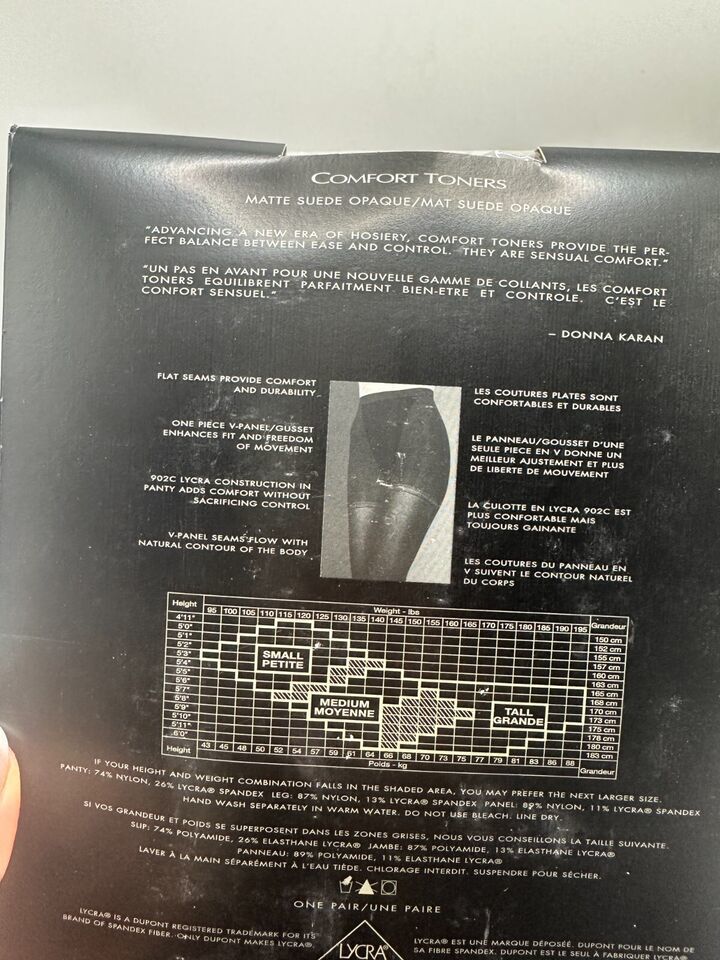 COMFORT TONERS
MATTE SUEDE OPAQUE/MAT SUEDE OPAQUE
"ADVANCING A NEW ERA OF HOSIERY, COMFORT TONERS PROVIDE THE PER-
FECT BALANCE BETWEEN EASE AND CONTROL. THEY ARE SENSUAL COMFORT."
"UN PAS EN AVANT POUR UNE NOUVELLE GAMME DE COLLANTS, LES COMFORT
TONERS EQUILIBRENT PARFAITMENT BIEN-ETRE ET CONTROLE. C'EST LE
CONFORT SENSUEL."
– DONNA KARAN
FLAT SEAMS PROVIDE COMFORT
AND DURABILITY
ONE PIECE V-PANEL/GUSSET
ENHANCES FIT AND FREEDOM
OF MOVEMENT
902C LYCRA CONSTRUCTION IN
PANTY ADDS COMFORT WITHOUT
SACRIFICING CONTROL
V-PANEL SEAMS FLOW WITH
NATURAL CONTOUR OF THE BODY
LES COUTURES PLATES SONT
CONFORTABLES ET DURABLES
LE PANNEAU/GOUSSET D'UNE
SEULE PIECE EN V DONNE UN
MEILLEUR AJUSTEMENT ET PLUS
DE LIBERTE DE MOUVEMENT
LA CULOTTE EN LYCRA 902C EST
PLUS CONFORTABLE MAIS
TOUJOURS GAINANTE
LES COUTURES DU PANNEAU EN
V SUIVENT LE CONTOUR NATUREL
DU CORPS
Height Weight - lbs Grandeur
95 100 105 110 115 120 125 130 135 140 145 150 155 160 165 170 175 180 185 190 195
4'11" 150 cm
5'0" 152 cm
5'1" 155 cm
5'2" 157 cm
5'3" 160 cm
5'4" 163 cm
5'5" 165 cm
5'6" 168 cm
5'7" 170 cm
5'8" 173 cm
5'9" 175 cm
5'10" 178 cm
5'11" 180 cm
6'0" 183 cm
SMALL
PETITE
MEDIUM
MOYENNE
TALL
GRANDE
Height 43 45 48 50 52 54 57 59 61 64 66 68 70 73 75 77 79 81 83 86 88 Grandeur
Poids - kg
IF YOUR HEIGHT AND WEIGHT COMBINATION FALLS IN THE SHADED AREA, YOU MAY PREFER THE NEXT LARGER SIZE.
PANTY: 74% NYLON, 26% LYCRA® SPANDEX LEG: 87% NYLON, 13% LYCRA® SPANDEX PANEL: 89% NYLON, 11% LYCRA® SPANDEX
HAND WASH SEPARATELY IN WARM WATER. DO NOT USE BLEACH. LINE DRY.
SI VOS GRANDEUR ET POIDS SE SUPERPOSENT DANS LES ZONES GRISES, NOUS VOUS CONSEILLONS LA TAILLE SUIVANTE.
SLIP: 74% POLYAMIDE, 26% ELASTHANE LYCRA® JAMBE: 87% POLYAMIDE, 13% ELASTHANE LYCRA®
PANNEAU: 89% POLYAMIDE, 11% ELASTHANE LYCRA®
LAVER À LA MAIN SÉPARÉMENT À L'EAU TIÈDE. CHLORAGE INTERDIT. SUSPENDRE POUR SÉCHER.
ONE PAIR/UNE PAIRE
LYCRA® IS A DUPONT REGISTERED TRADEMARK FOR ITS
BRAND OF SPANDEX FIBER. ONLY DUPONT MAKES LYCRA®.
LYCRA®
LYCRA® EST UNE MARQUE DÉPOSÉE. DUPONT POUR LE NOM DE
SA FIBRE SPANDEX. DUPONT EST LE SEUL À FABRIQUER LYCRA®